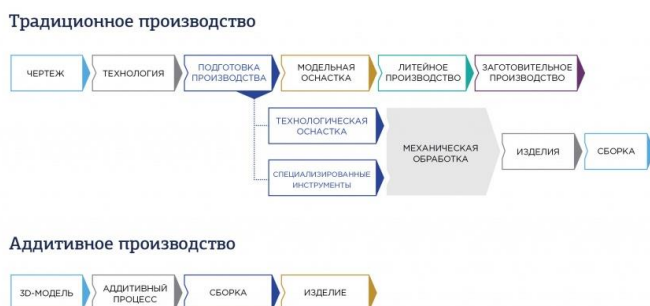 Традиционное производство
ЧЕРТЕЖ
ТЕХНОЛОГИЯ
ПОДГОТОВКА
ПРОИЗВОДСТВА
МОДЕЛЬНАЯ
ОСНАСТКА
ЛИТЕЙНОЕ
ПРОИЗВОДСТВО
ЗАГОТОВИТЕЛЬНОЕ
ПРОИЗВОДСТВО
ТЕХНОЛОГИЧЕСКАЯ
ОСНАСТКА
СПЕЦИАЛИЗИРОВАННЫЕ
ИНСТРУМЕНТЫ
МЕХАНИЧЕСКАЯ
ОБРАБОТКА
ИЗДЕЛИЯ
СБОРКА
Аддитивное производство
3D-МОДЕЛЬ
АДДИТИВНЫЙ
ПРОЦЕСС
СБОРКА
ИЗДЕЛИЕ